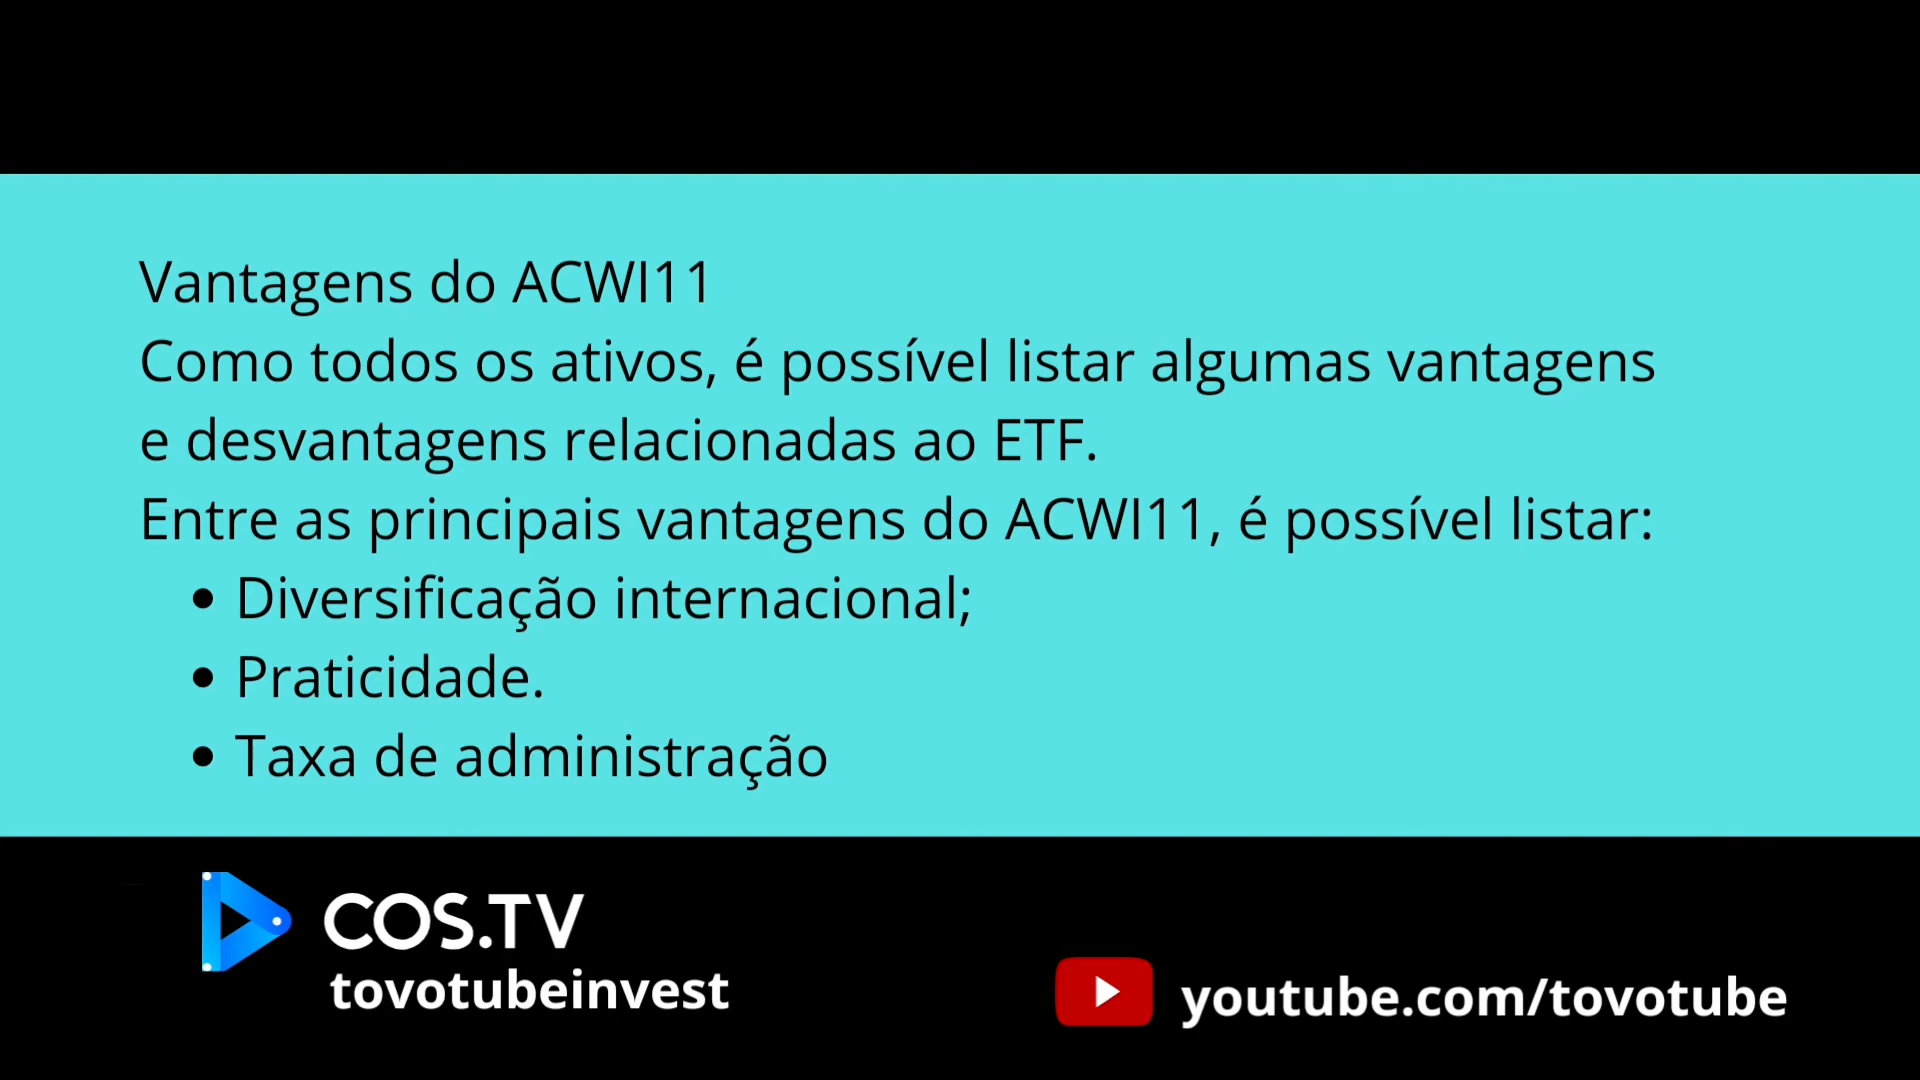 Vantagens do ACWI11
Como todos os ativos, é possível listar algumas vantagens
e desvantagens relacionadas ao ETF.
Entre as principais vantagens do ACWI11, é possível listar:
• Diversificação internacional;
• Praticidade.
• Taxa de administração
COS.TV
tovotubeinvest
youtube.com/tovotube